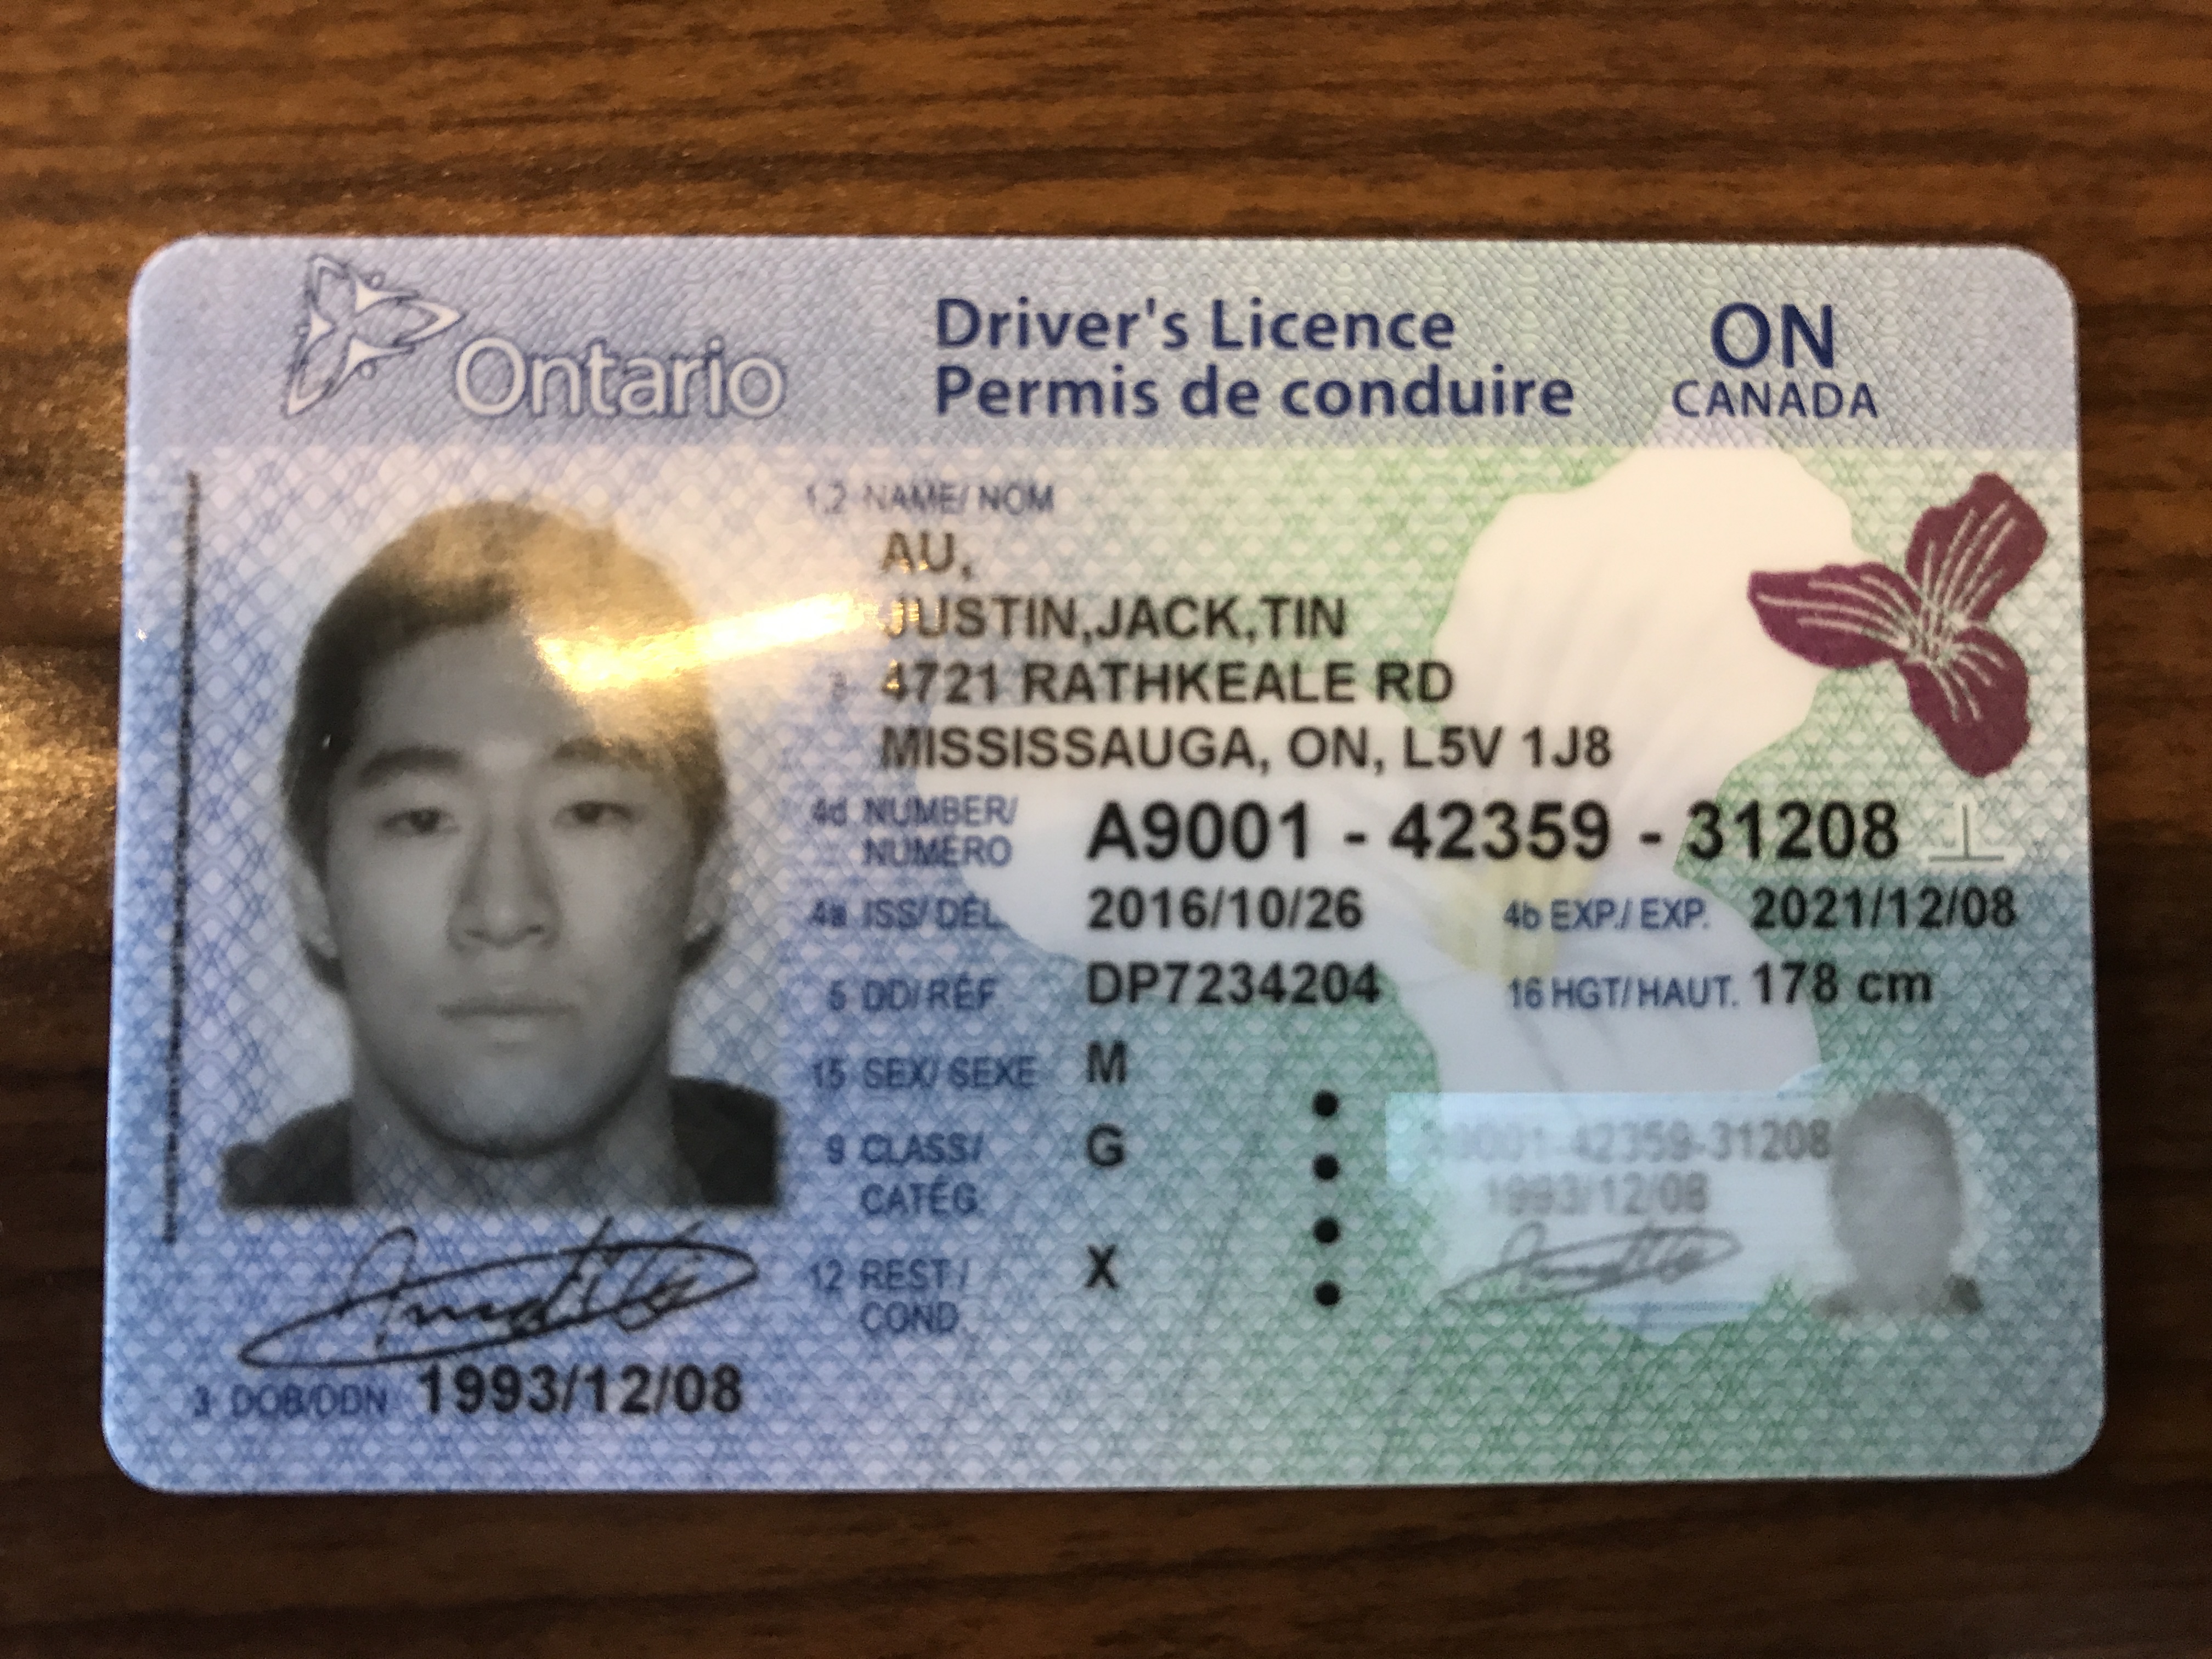 Ontario
Driver's Licence
Permis de conduire
ON
CANADA
1,2 NAME/ NOM
AU,
JUSTIN,JACK,TIN
4721 RATHKEALE RD
MISSISSAUGA, ON, L5V 1J8
4d NUMBER/ NUMÉRO A9001 - 42359 - 31208
4a ISS/ DÉL. 2016/10/26 4b EXP./ EXP. 2021/12/08
5 DD/ RÉF. DP7234204 16 HGT/ HAUT. 178 cm
15 SEX/ SEXE M
9 CLASS/ CATÉG. G
12 REST / COND. X
9001-42359-31208
1993/12/08
3 DOB/DDN 1993/12/08